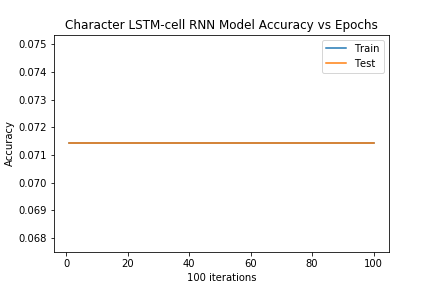 Character LSTM-cell RNN Model Accuracy vs Epochs
0.075
0.074
0.073
0.072
0.071
0.070
0.069
0.068
Accuracy
Train
Test
0 20 40 60 80 100
100 iterations